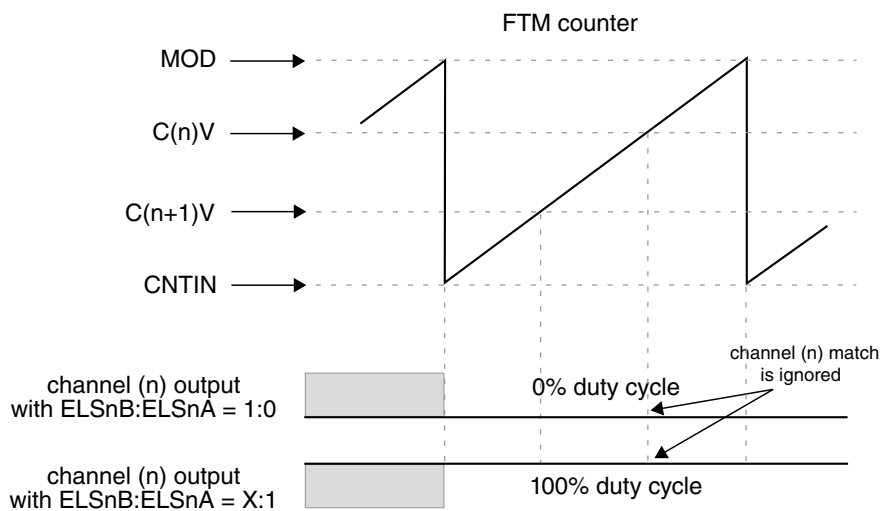 FTM counter
MOD
C(n)V
C(n+1)V
CNTIN
channel (n) match
is ignored
channel (n) output
with ELSnB:ELSnA = 1:0
0% duty cycle
channel (n) output
with ELSnB:ELSnA = X:1
100% duty cycle